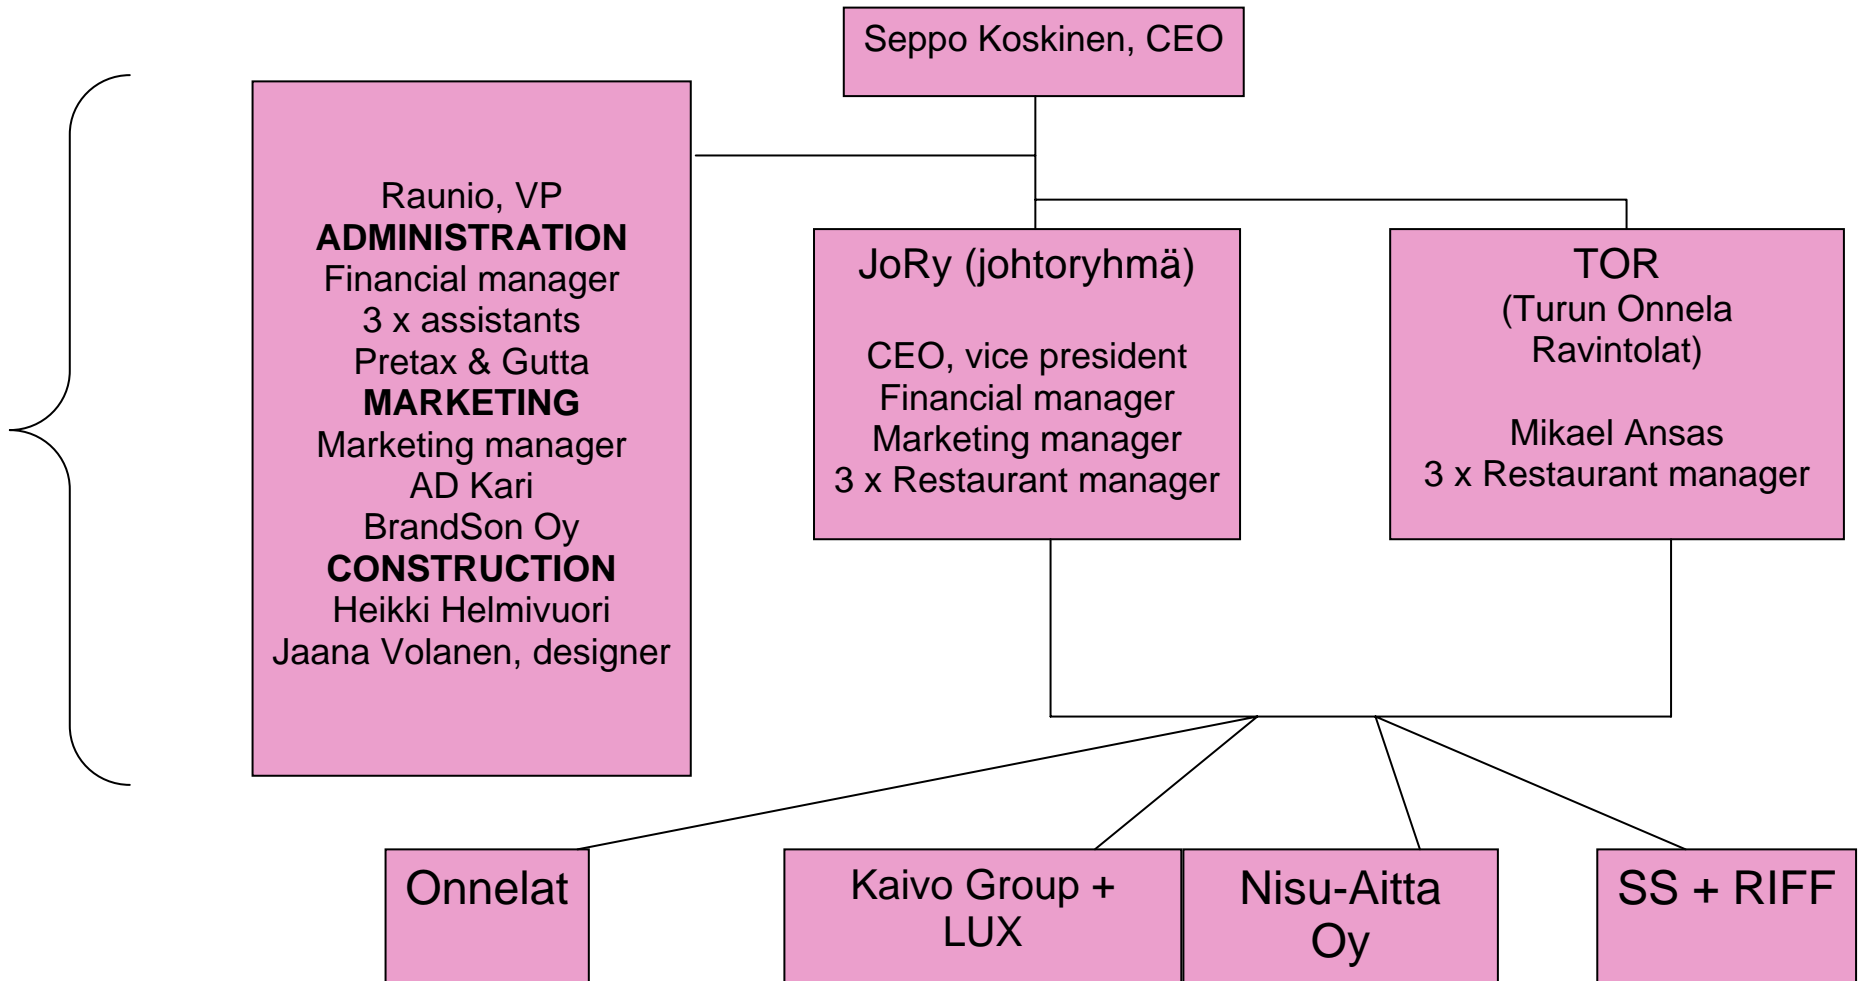 Seppo Koskinen, CEO
Raunio, VP
ADMINISTRATION
Financial manager
3 x assistants
Pretax & Gutta
MARKETING
Marketing manager
AD Kari
BrandSon Oy
CONSTRUCTION
Heikki Helmivuori
Jaana Volanen, designer
JoRy (johtoryhmä)
CEO, vice president
Financial manager
Marketing manager
3 x Restaurant manager
TOR
(Turun Onnela
Ravintolat)
Mikael Ansas
3 x Restaurant manager
Onnelat
Kaivo Group +
LUX
Nisu-Aitta
Oy
SS + RIFF